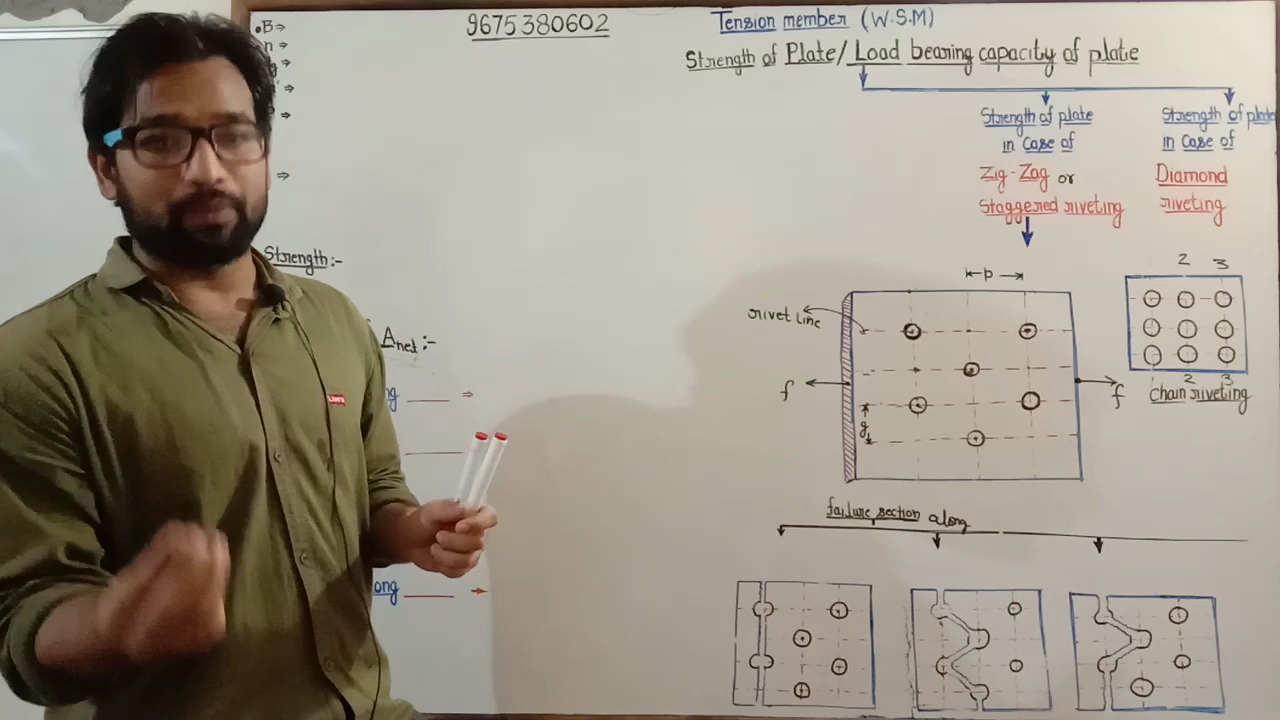 B⇒
9675380602
Tension member (W.S.M)
n⇒
Strength of Plate/Load bearing capacity of plate
Strength of plate
in case of
Zig-Zag or
Staggered riveting
Strength of plate
in case of
Diamond
riveting
Strength:-
2 3
p
rivet line
f
f
g
2 3
Chain riveting
Anet:-
failure section along